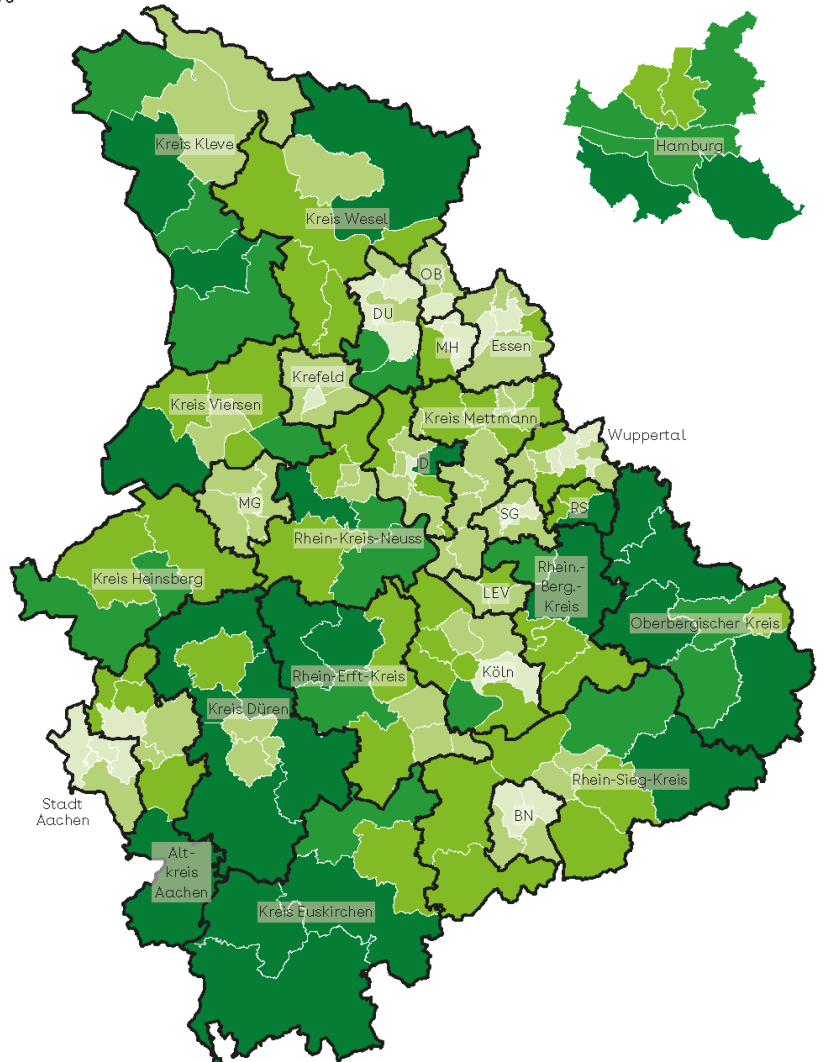 Kreis Kleve
Hamburg
Kreis Wesel
OB
DU
MH
Essen
Krefeld
Kreis Viersen
Kreis Mettmann
Wuppertal
D
MG
SG
RS
Rhein-Kreis-Neuss
Rhein.-
Berg.-
Kreis
Kreis Heinsberg
LEV
Oberbergischer Kreis
Rhein-Erft-Kreis
Köln
Kreis Düren
Rhein-Sieg-Kreis
Stadt
Aachen
BN
Alt-
kreis
Aachen
Kreis Euskirchen